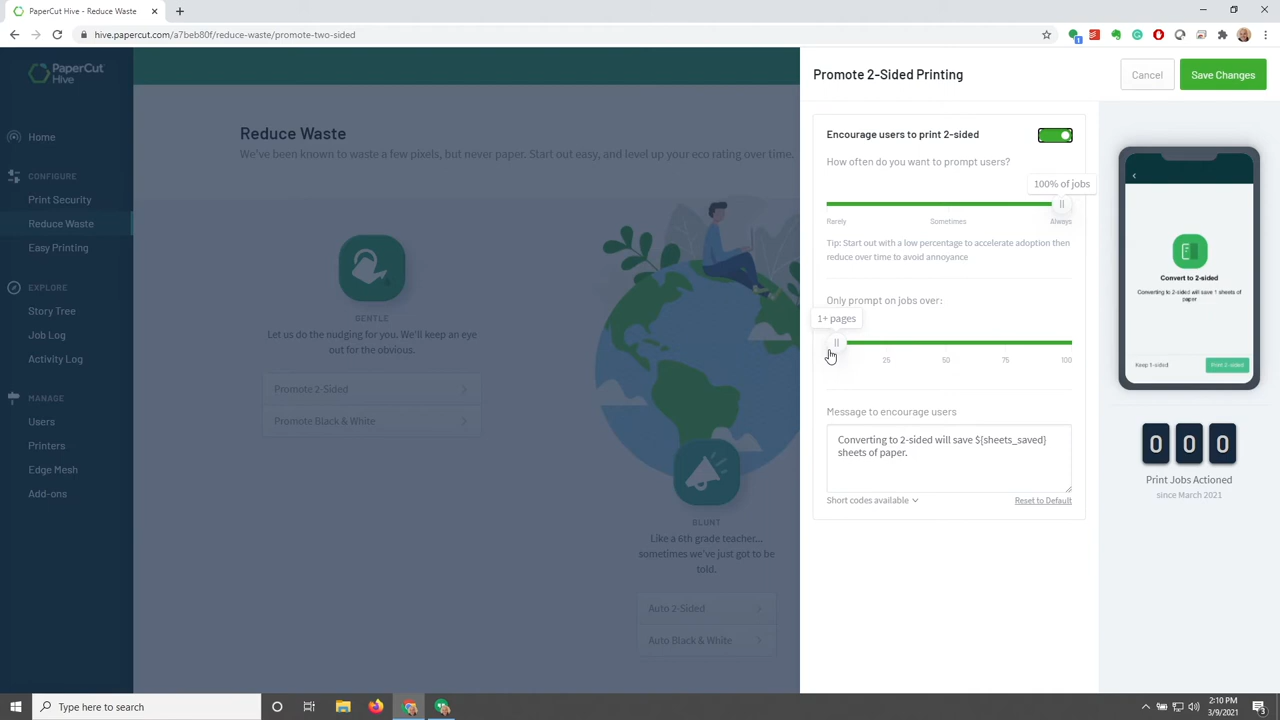 PaperCut Hive - Reduce Waste
hive.papercut.com/a7beb80f/reduce-waste/promote-two-sided
PaperCut
Hive
Home
CONFIGURE
Print Security
Reduce Waste
Easy Printing
EXPLORE
Story Tree
Job Log
Activity Log
MANAGE
Users
Printers
Edge Mesh
Add-ons
Reduce Waste
We've been known to waste a few pixels, but never paper. Start out easy, and level up your eco rating over time.
GENTLE
Let us do the nudging for you. We'll keep an eye
out for the obvious.
Promote 2-Sided
Promote Black & White
BLUNT
Like a 6th grade teacher...
sometimes we've just got to be
told.
Auto 2-Sided
Auto Black & White
Promote 2-Sided Printing
Cancel
Save Changes
Encourage users to print 2-sided
How often do you want to prompt users?
100% of jobs
Rarely Sometimes Always
Tip: Start out with a low percentage to accelerate adoption then
reduce over time to avoid annoyance
Only prompt on jobs over:
1+ pages
25 50 75 100
Message to encourage users
Converting to 2-sided will save ${sheets_saved}
sheets of paper.
Short codes available
Reset to Default
Convert to 2-sided
Converting to 2-sided will save 1 sheets of
paper
Keep 1-sided
Print 2-sided
0 0 0
Print Jobs Actioned
since March 2021
Type here to search
2:10 PM
3/9/2021